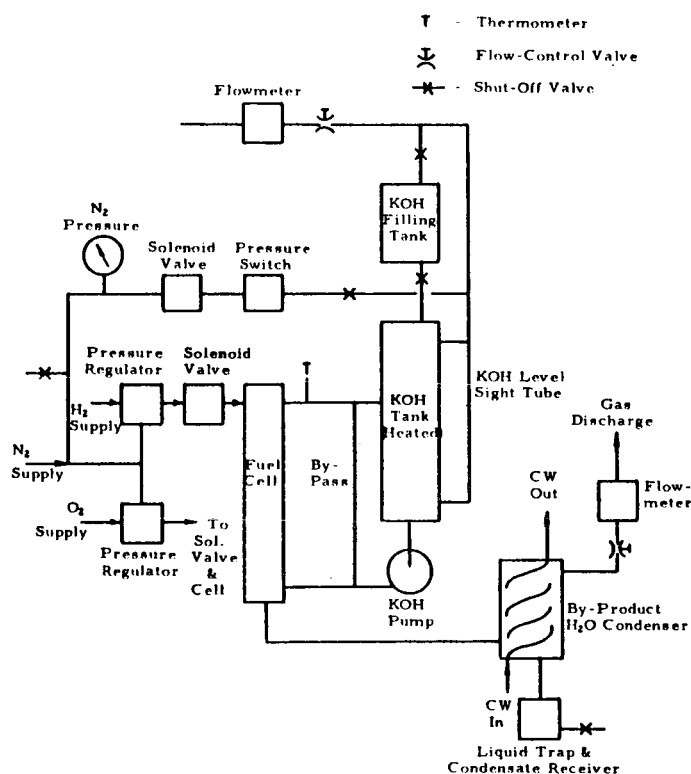 T - Thermometer
- Flow-Control Valve
- Shut-Off Valve
Flowmeter
N₂
Pressure
Solenoid
Valve
Pressure
Switch
KOH
Filling
Tank
Pressure
Regulator
Solenoid
Valve
T
H₂
Supply
N₂
Supply
O₂
Supply
Pressure
Regulator
To
Sol.
Valve
&
Cell
Fuel
Cell
By-
Pass
KOH
Tank
Heated
KOH Level
Sight Tube
KOH
Pump
Gas
Discharge
CW
Out
Flow-
meter
By-Product
H₂O Condenser
CW
In
Liquid Trap &
Condensate Receiver